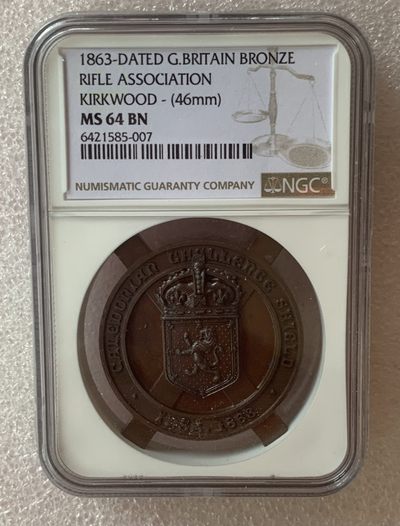 1863-DATED G.BRITAIN BRONZE
RIFLE ASSOCIATION
KIRKWOOD - (46mm)
MS 64 BN
6421585-007
NUMISMATIC GUARANTY COMPANY NGC®
CALEDONIAN CHALLENGE SHIELD
1863